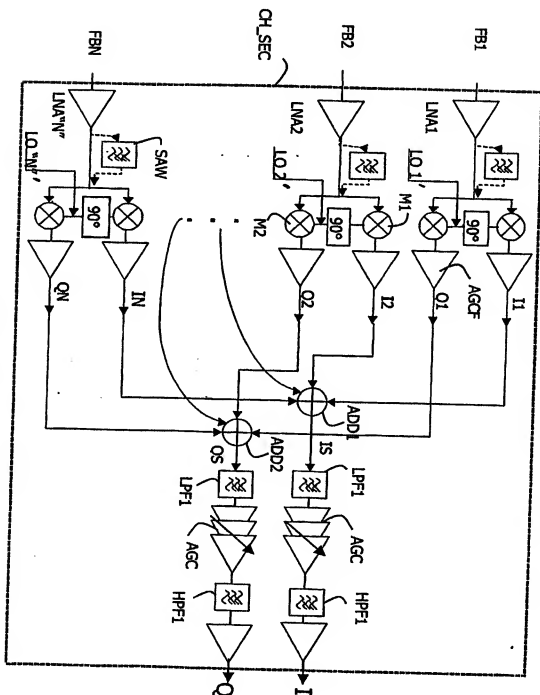 CH_SEC
FB1
FB2
FBN
LNA1
LNA2
LNA"N"
SAW
LO 1'
LO 2'
LO "N"'
90°
90°
90°
M1
M2
AGCF
I1
Q1
I2
Q2
IN
QN
ADD1
ADD2
IS
QS
LPF1
LPF1
AGC
AGC
HPF1
HPF1
I
Q